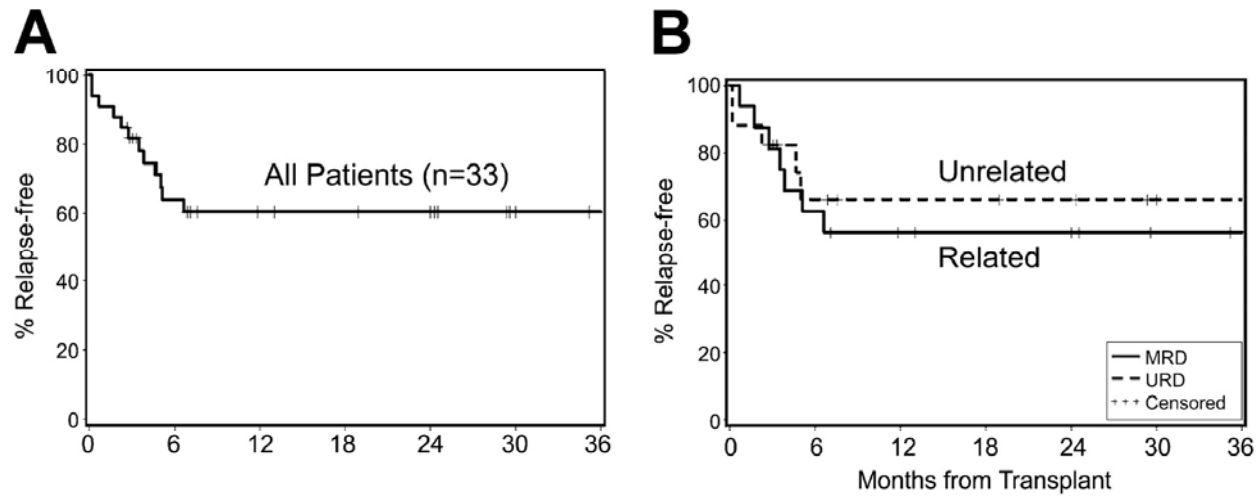 A
% Relapse-free
100
80
60
40
20
0
All Patients (n=33)
0 6 12 18 24 30 36
B
% Relapse-free
100
80
60
40
20
0
Unrelated
Related
MRD
URD
+++ Censored
0 6 12 18 24 30 36
Months from Transplant